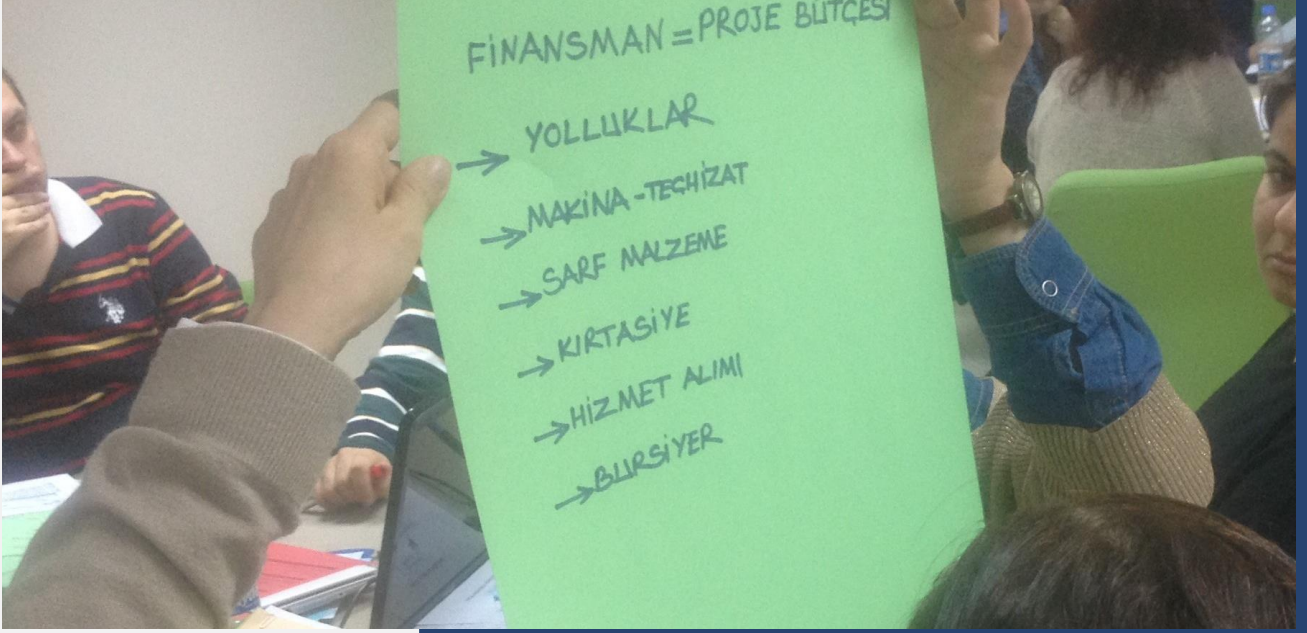 FİNANSMAN = PROJE BÜTÇESİ
→ YOLLUKLAR
→ MAKİNA - TEÇHİZAT
→ SARF MALZEME
→ KIRTASİYE
→ HİZMET ALIMI
→ BURSİYER